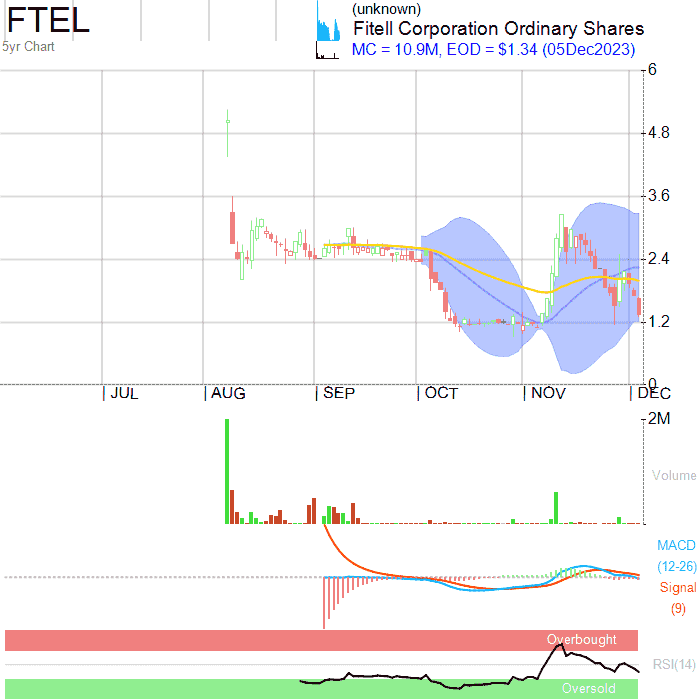 FTEL
5yr Chart
(unknown)
Fitell Corporation Ordinary Shares
MC = 10.9M, EOD = $1.34 (05Dec2023)
6
4.8
3.6
2.4
1.2
0
JUL AUG SEP OCT NOV DEC
2M
Volume
MACD
(12-26)
Signal
(9)
Overbought
RSI(14)
Oversold